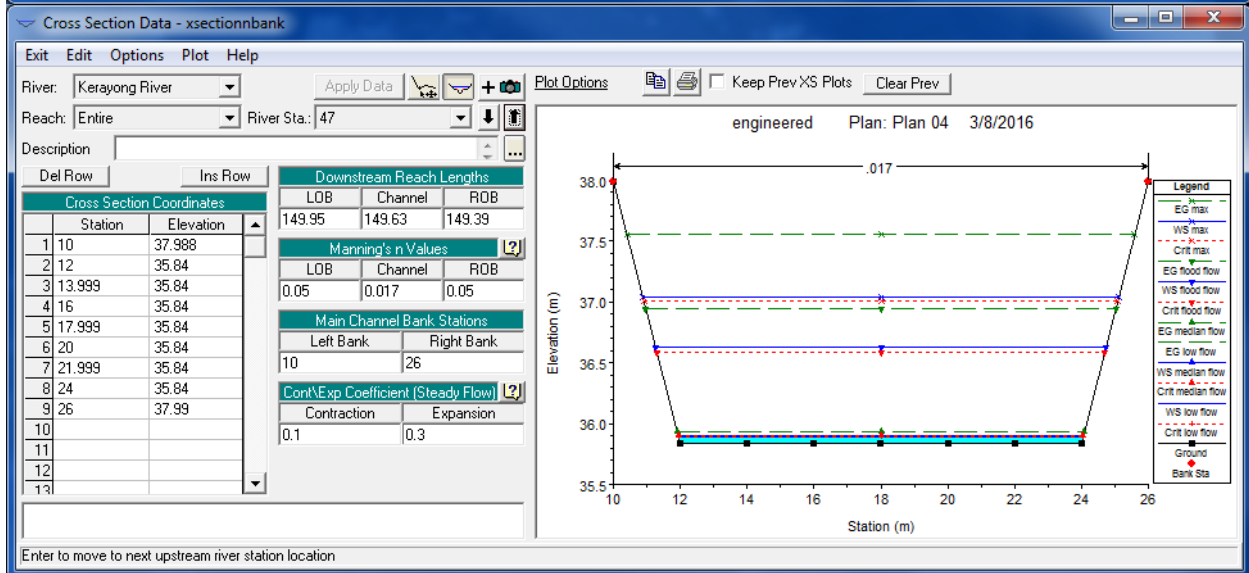 Cross Section Data - xsectionnbank
Exit Edit Options Plot Help
River: Kerayong River Apply Data + Plot Options Keep Prev XS Plots Clear Prev
Reach: Entire River Sta.: 47
Description ...
Del Row Ins Row
Cross Section Coordinates
Station Elevation
1 10 37.988
2 12 35.84
3 13.999 35.84
4 16 35.84
5 17.999 35.84
6 20 35.84
7 21.999 35.84
8 24 35.84
9 26 37.99
10
11
12
13
Downstream Reach Lengths
LOB Channel ROB
149.95 149.63 149.39
Manning's n Values
LOB Channel ROB
0.05 0.017 0.05
Main Channel Bank Stations
Left Bank Right Bank
10 26
Cont\Exp Coefficient (Steady Flow)
Contraction Expansion
0.1 0.3
engineered Plan: Plan 04 3/8/2016
.017
38.0
37.5
37.0
36.5
36.0
35.5
Elevation (m)
10 12 14 16 18 20 22 24 26
Station (m)
Legend
EG max
WS max
Crit max
EG flood flow
WS flood flow
Crit flood flow
EG median flow
EG low flow
WS median flow
Crit median flow
WS low flow
Crit low flow
Ground
Bank Sta
Enter to move to next upstream river station location